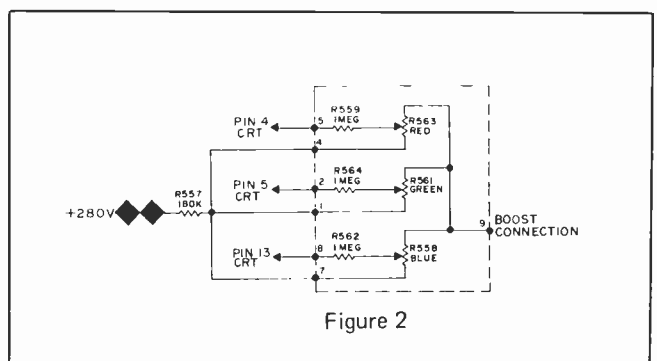 R559
1MEG
PIN 4
CRT
5
R563
RED
4
R564
1MEG
PIN 5
CRT
2
R561
GREEN
R557
180K
+280V
1
9
BOOST
CONNECTION
R562
1MEG
PIN 13
CRT
8
R558
BLUE
7
Figure 2